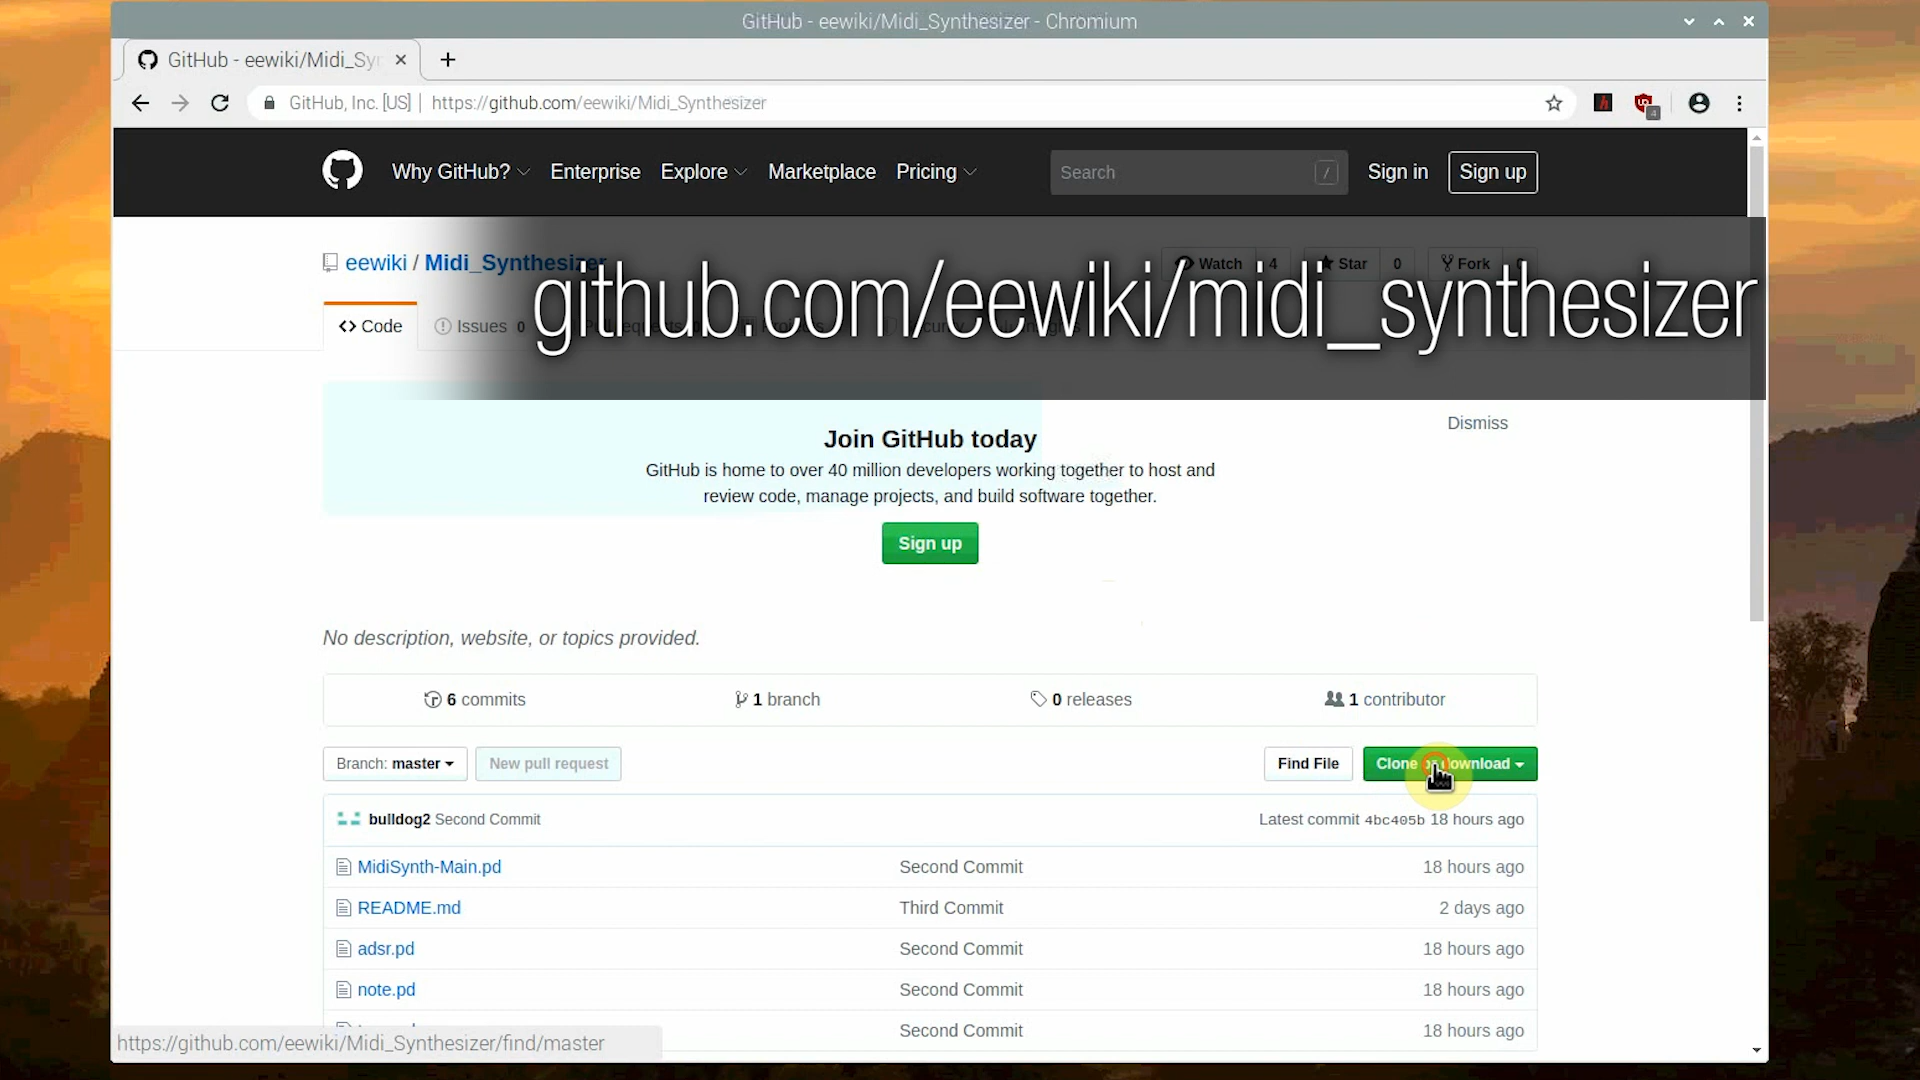 GitHub - eewiki/Midi_Synthesizer - Chromium
GitHub - eewiki/Midi_Syn
GitHub, Inc. [US] | https://github.com/eewiki/Midi_Synthesizer
Why GitHub? Enterprise Explore Marketplace Pricing Search / Sign in Sign up
eewiki / Midi_Synthesizer Watch 4 Star 0 Fork 0
github.com/eewiki/midi_synthesizer
Code Issues 0
Dismiss
Join GitHub today
GitHub is home to over 40 million developers working together to host and
review code, manage projects, and build software together.
Sign up
No description, website, or topics provided.
6 commits 1 branch 0 releases 1 contributor
Branch: master New pull request Find File Clone or download
bulldog2 Second Commit Latest commit 4bc405b 18 hours ago
MidiSynth-Main.pd Second Commit 18 hours ago
README.md Third Commit 2 days ago
adsr.pd Second Commit 18 hours ago
note.pd Second Commit 18 hours ago
Second Commit 18 hours ago
https://github.com/eewiki/Midi_Synthesizer/find/master